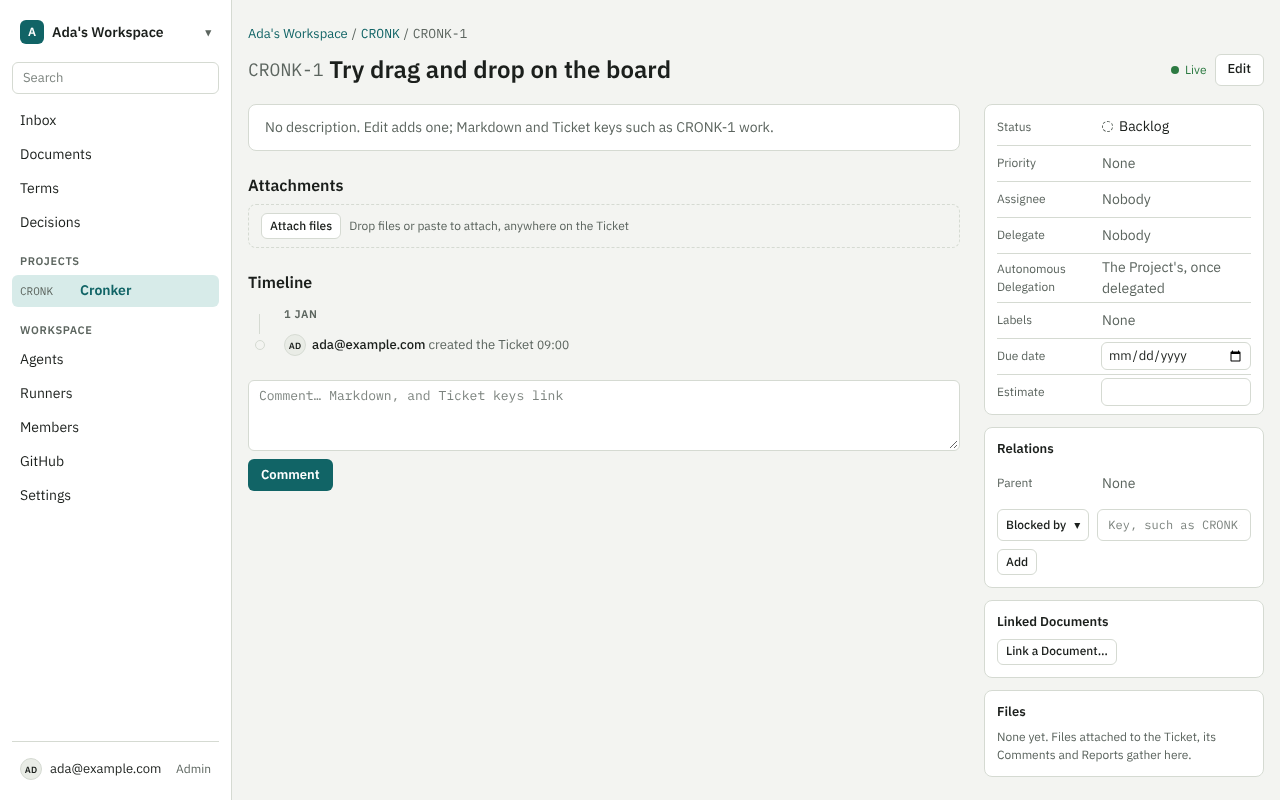 A Ada's Workspace ▾
Search
Inbox
Documents
Terms
Decisions
PROJECTS
CRONK Cronker
WORKSPACE
Agents
Runners
Members
GitHub
Settings
AD ada@example.com Admin
Ada's Workspace / CRONK / CRONK-1
CRONK-1 Try drag and drop on the board
Live Edit
No description. Edit adds one; Markdown and Ticket keys such as CRONK-1 work.
Attachments
Attach files Drop files or paste to attach, anywhere on the Ticket
Timeline
1 JAN
AD ada@example.com created the Ticket 09:00
Comment… Markdown, and Ticket keys link
Comment
Status Backlog
Priority None
Assignee Nobody
Delegate Nobody
Autonomous Delegation The Project's, once delegated
Labels None
Due date mm/dd/yyyy
Estimate
Relations
Parent None
Blocked by ▾ Key, such as CRONK
Add
Linked Documents
Link a Document…
Files
None yet. Files attached to the Ticket, its
Comments and Reports gather here.